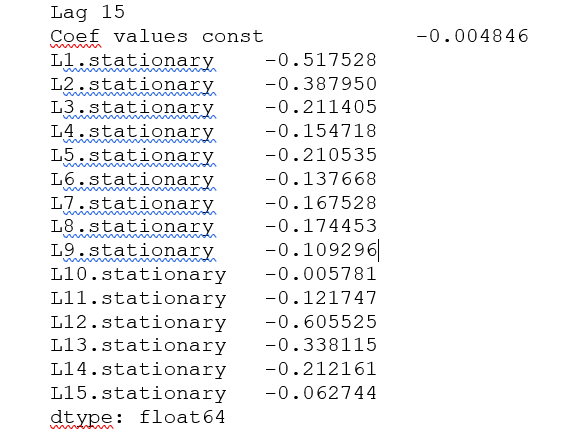 Lag 15
Coef values const -0.004846
L1.stationary -0.517528
L2.stationary -0.387950
L3.stationary -0.211405
L4.stationary -0.154718
L5.stationary -0.210535
L6.stationary -0.137668
L7.stationary -0.167528
L8.stationary -0.174453
L9.stationary -0.109296
L10.stationary -0.005781
L11.stationary -0.121747
L12.stationary -0.605525
L13.stationary -0.338115
L14.stationary -0.212161
L15.stationary -0.062744
dtype: float64